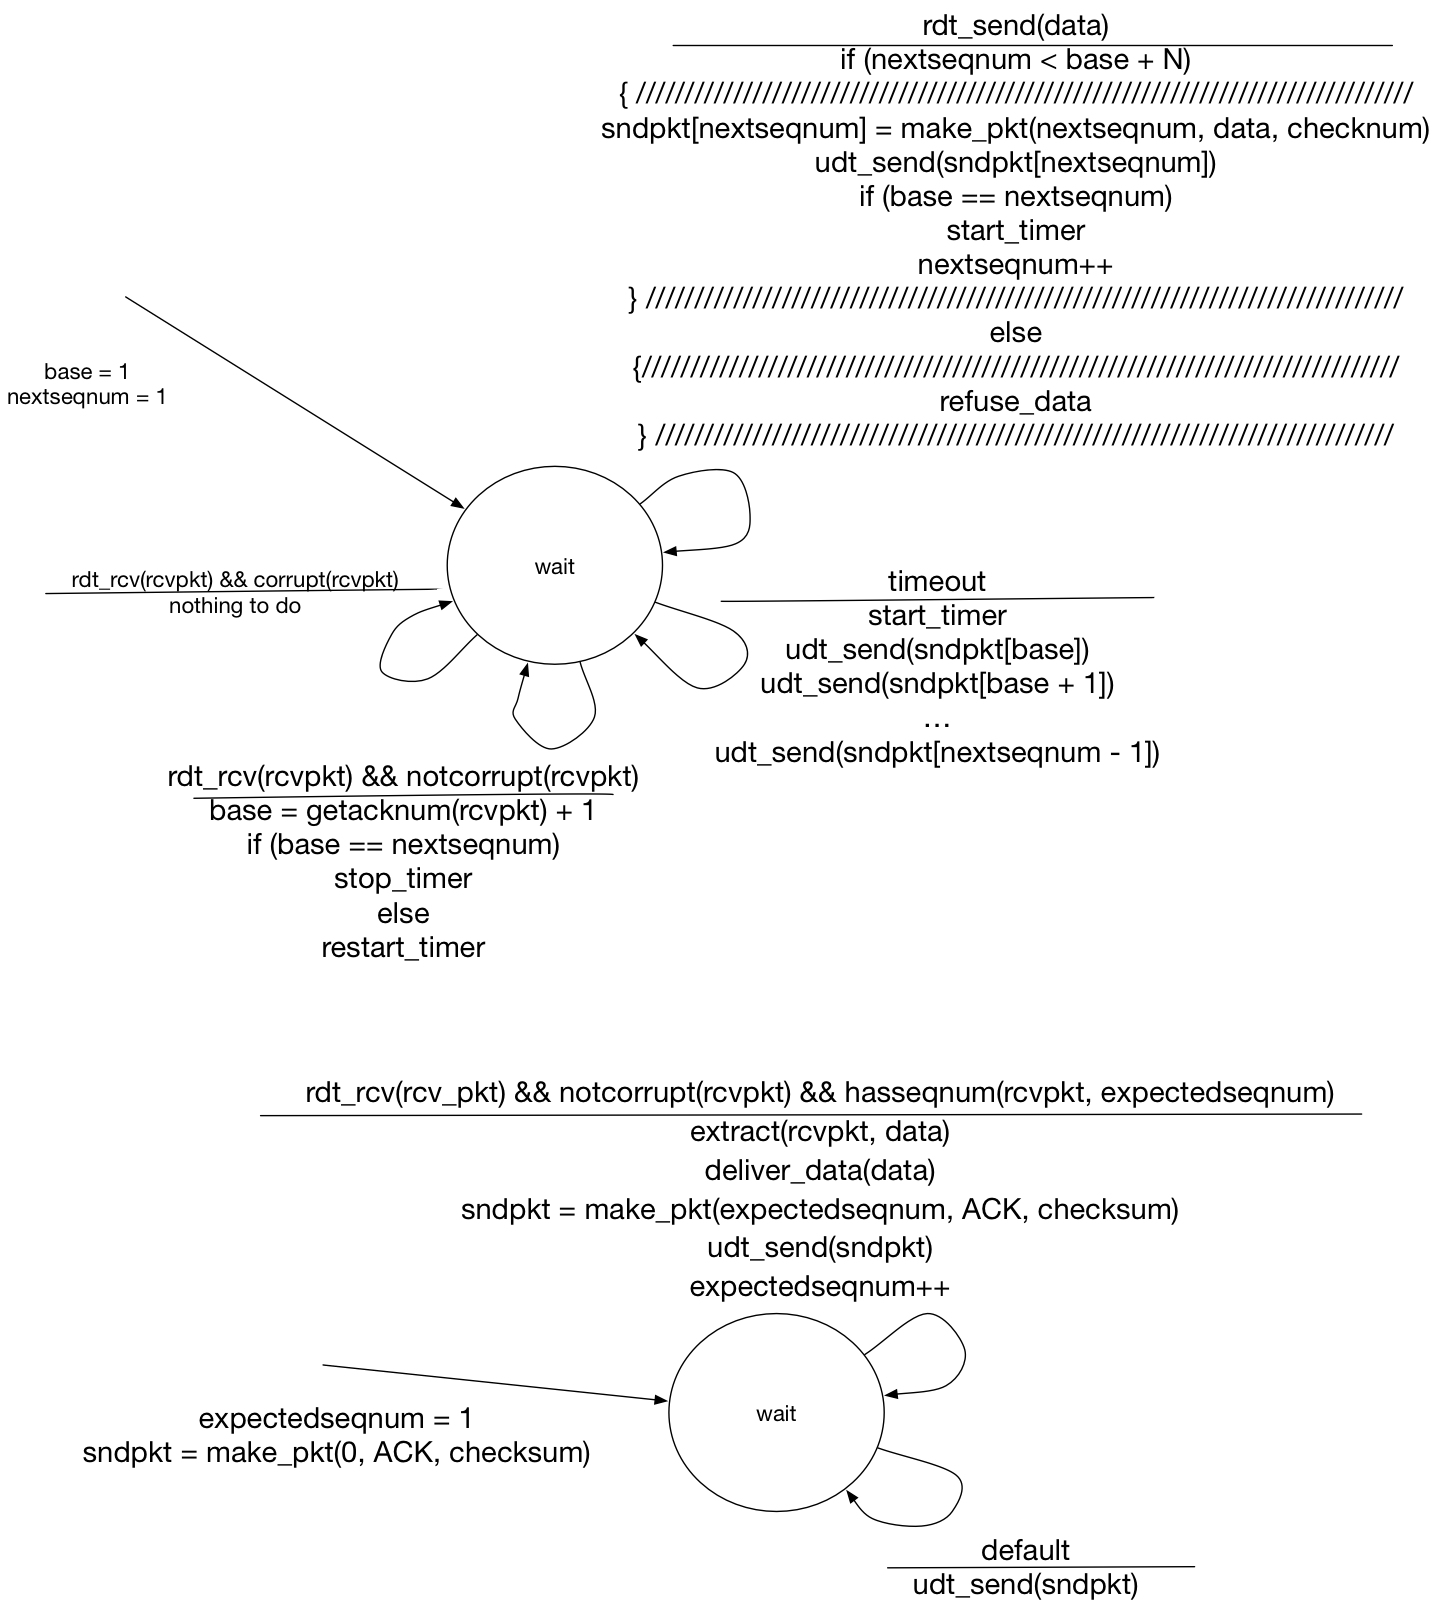 rdt_send(data)
if (nextseqnum < base + N)
{ ////////////////////////////////////////////////////////////////////////////////
sndpkt[nextseqnum] = make_pkt(nextseqnum, data, checknum)
udt_send(sndpkt[nextseqnum])
if (base == nextseqnum)
start_timer
nextseqnum++
} //////////////////////////////////////////////////////////////////////////////
else
{//////////////////////////////////////////////////////////////////////////////
refuse_data
} ////////////////////////////////////////////////////////////////////////////
base = 1
nextseqnum = 1
wait
rdt_rcv(rcvpkt) && corrupt(rcvpkt)
nothing to do
timeout
start_timer
udt_send(sndpkt[base])
udt_send(sndpkt[base + 1])
...
udt_send(sndpkt[nextseqnum - 1])
rdt_rcv(rcvpkt) && notcorrupt(rcvpkt)
base = getacknum(rcvpkt) + 1
if (base == nextseqnum)
stop_timer
else
restart_timer
rdt_rcv(rcv_pkt) && notcorrupt(rcvpkt) && hasseqnum(rcvpkt, expectedseqnum)
extract(rcvpkt, data)
deliver_data(data)
sndpkt = make_pkt(expectedseqnum, ACK, checksum)
udt_send(sndpkt)
expectedseqnum++
expectedseqnum = 1
sndpkt = make_pkt(0, ACK, checksum)
wait
default
udt_send(sndpkt)